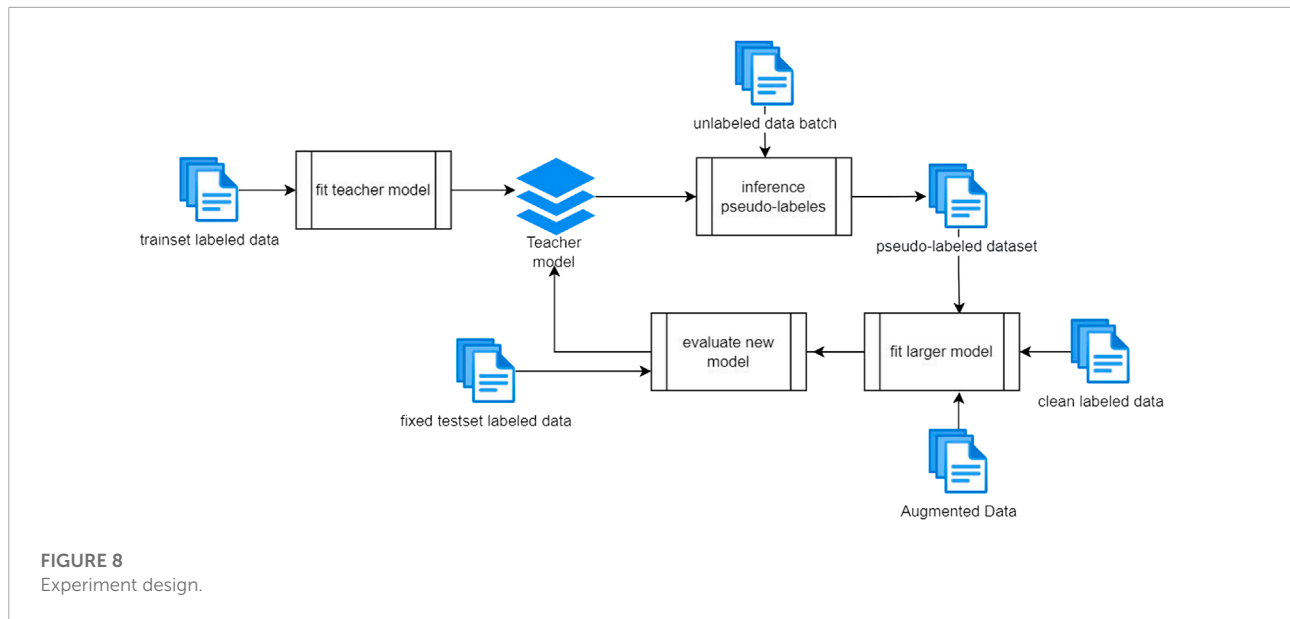 unlabeled data batch
fit teacher model
inference
pseudo-labeles
trainset labeled data
Teacher
model
pseudo-labeled dataset
evaluate new
model
fit larger model
fixed testset labeled data
clean labeled data
Augmented Data
FIGURE 8
Experiment design.